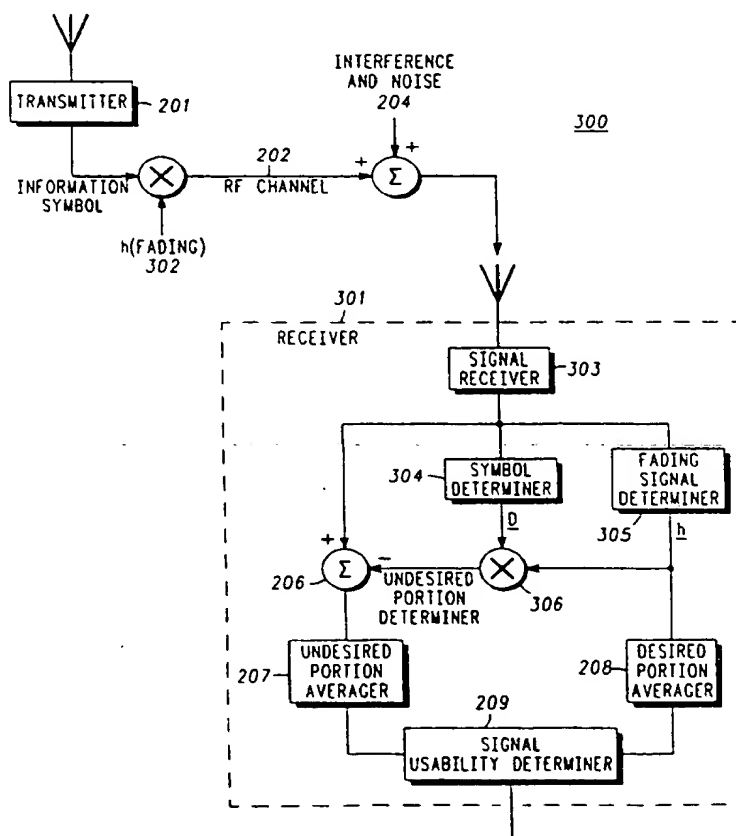 INTERFERENCE
AND NOISE
204
300
TRANSMITTER
201
202
+
+
Σ
INFORMATION
SYMBOL
RF CHANNEL
h(FADING)
302
301
RECEIVER
SIGNAL
RECEIVER
303
304
SYMBOL
DETERMINER
FADING
SIGNAL
DETERMINER
305
D
h
+
−
Σ
206
UNDESIRED
PORTION
DETERMINER
306
207
UNDESIRED
PORTION
AVERAGER
208
DESIRED
PORTION
AVERAGER
209
SIGNAL
USABILITY DETERMINER